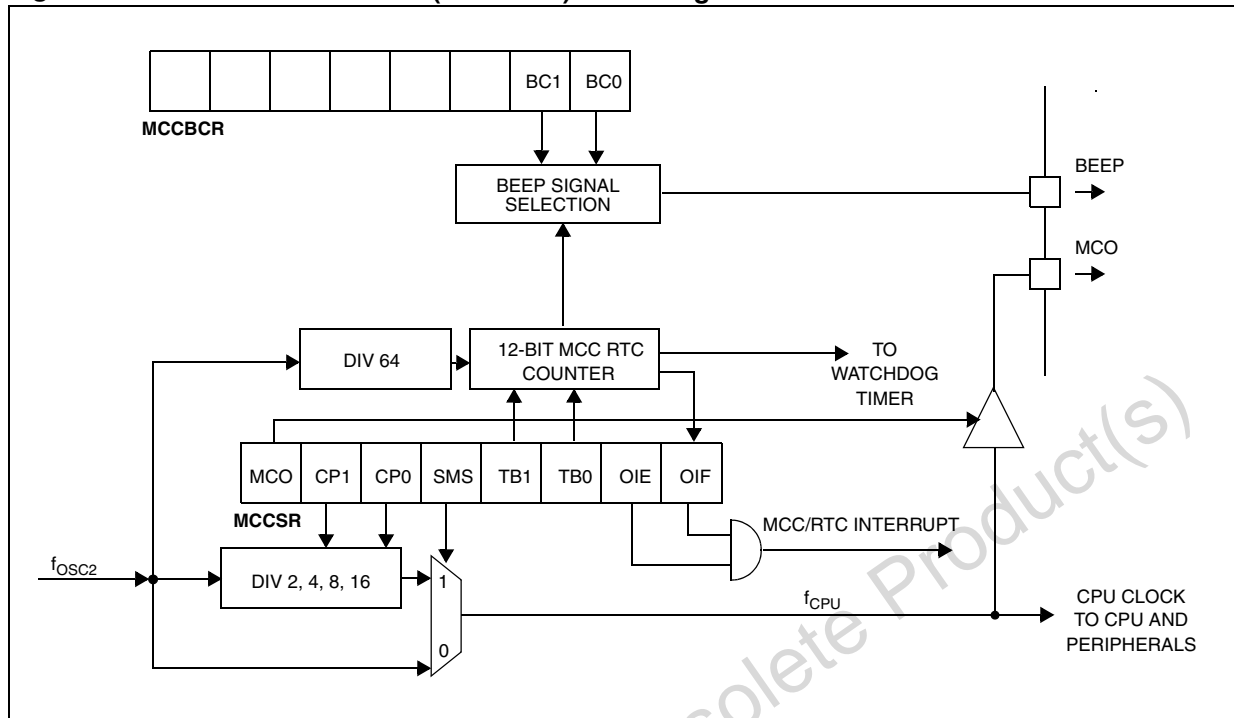 BC1 BC0
MCCBCR
BEEP SIGNAL
SELECTION
BEEP
MCO
DIV 64
12-BIT MCC RTC
COUNTER
TO
WATCHDOG
TIMER
MCO CP1 CP0 SMS TB1 TB0 OIE OIF
MCCSR
MCC/RTC INTERRUPT
fOSC2
DIV 2, 4, 8, 16
1
0
fCPU
CPU CLOCK
TO CPU AND
PERIPHERALS
solete Product(s)